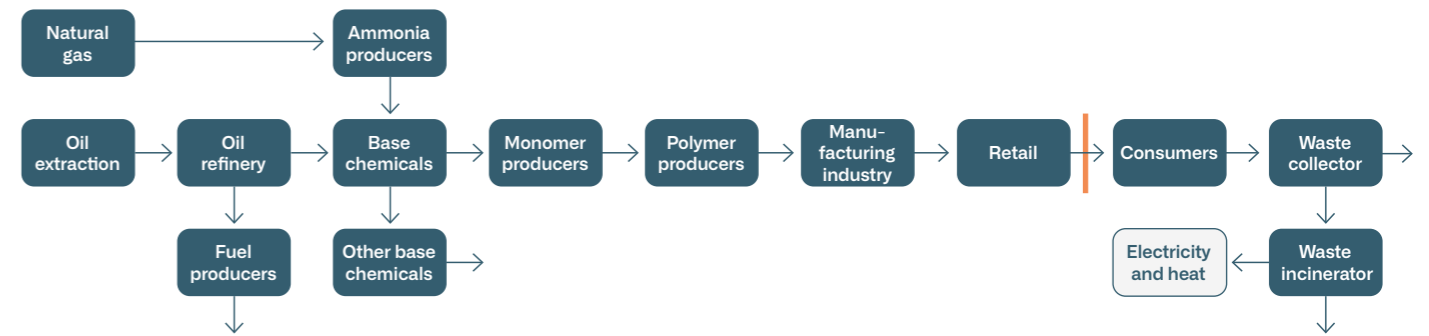 Natural
gas
Ammonia
producers
Oil
extraction
Oil
refinery
Base
chemicals
Monomer
producers
Polymer
producers
Manu-
facturing
industry
Retail
Consumers
Waste
collector
Fuel
producers
Other base
chemicals
Electricity
and heat
Waste
incinerator